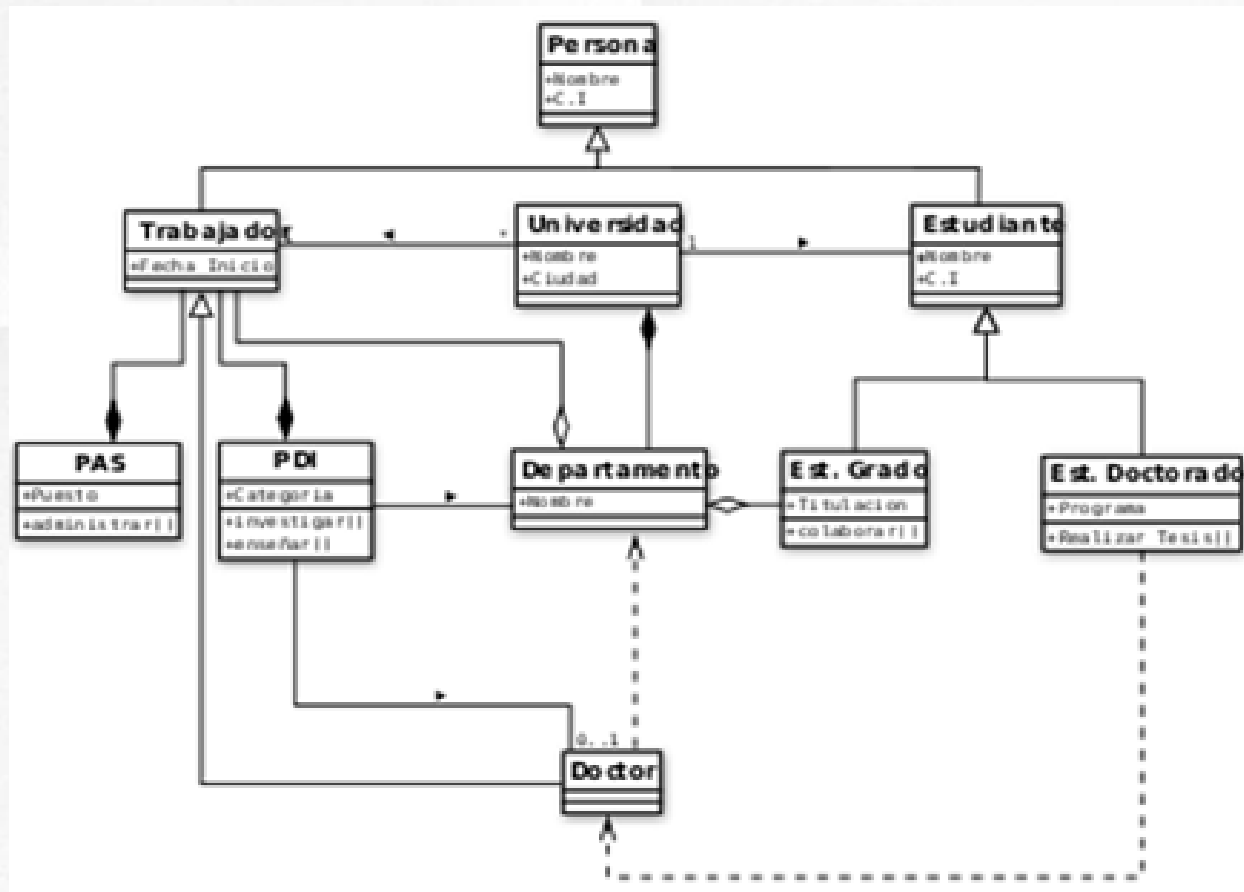 Persona
+Nombre
+C.I
Trabajador
+Fecha Inicio
*
Universidad
+Nombre
+Ciudad
1
Estudiante
+Nombre
+C.I
PAS
+Puesto
+administrar()
PDI
+Categoria
+investigar()
+enseñar()
Departamento
+Nombre
Est. Grado
+Titulacion
+colaborar()
Est. Doctorado
+Programa
+Realizar Tesis()
0..1
Doctor